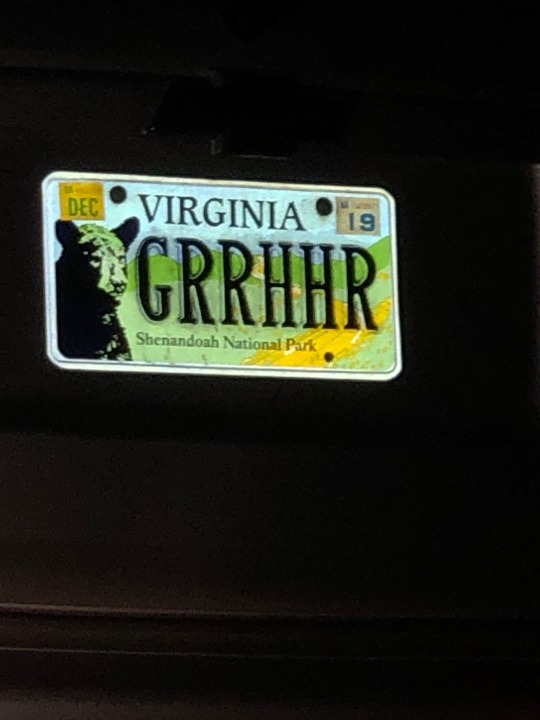 DEC
VIRGINIA
19
GRRHHR
Shenandoah National Park